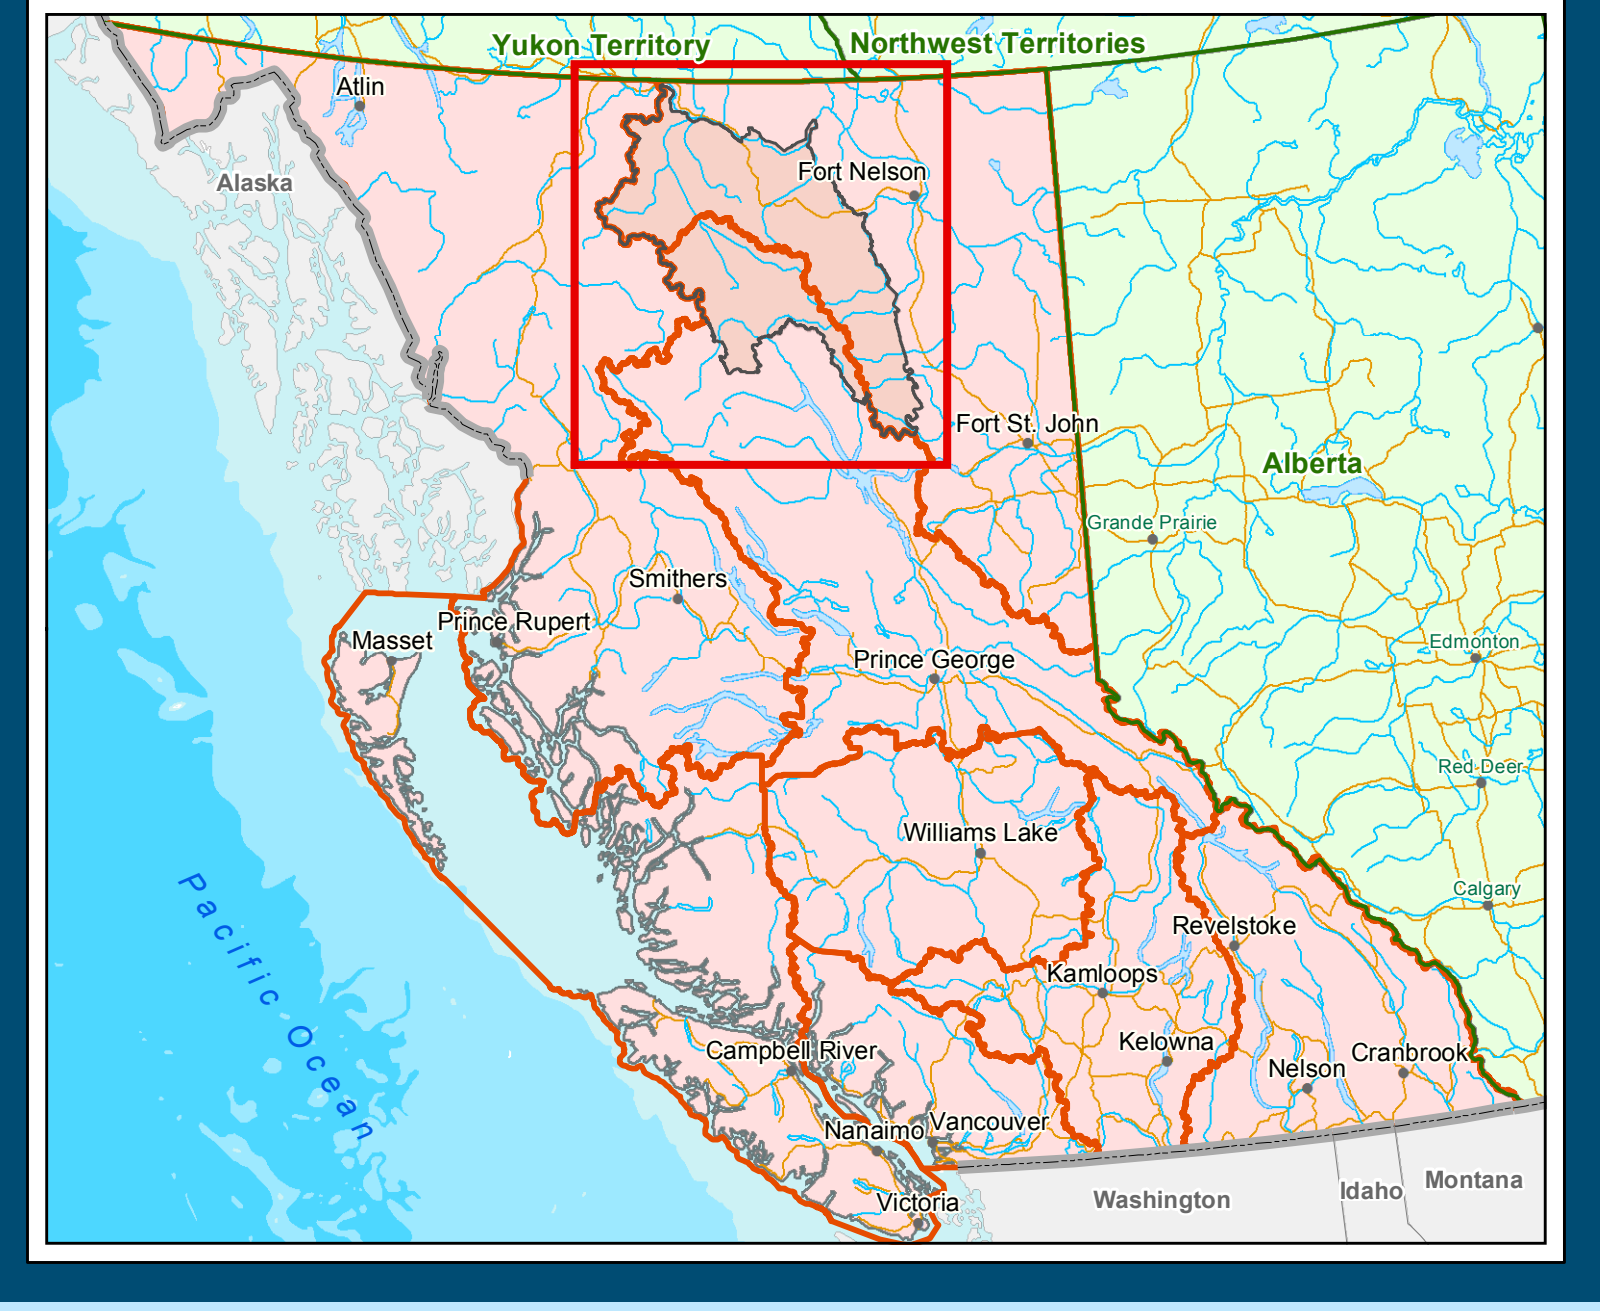 Yukon Territory
Northwest Territories
Atlin
Fort Nelson
Alaska
Fort St. John
Alberta
Grande Prairie
Smithers
Prince Rupert
Masset
Edmonton
Prince George
Red Deer
Williams Lake
Calgary
Pacific Ocean
Revelstoke
Kamloops
Kelowna
Campbell River
Cranbrook
Nelson
Vancouver
Nanaimo
Victoria
Washington
Idaho
Montana